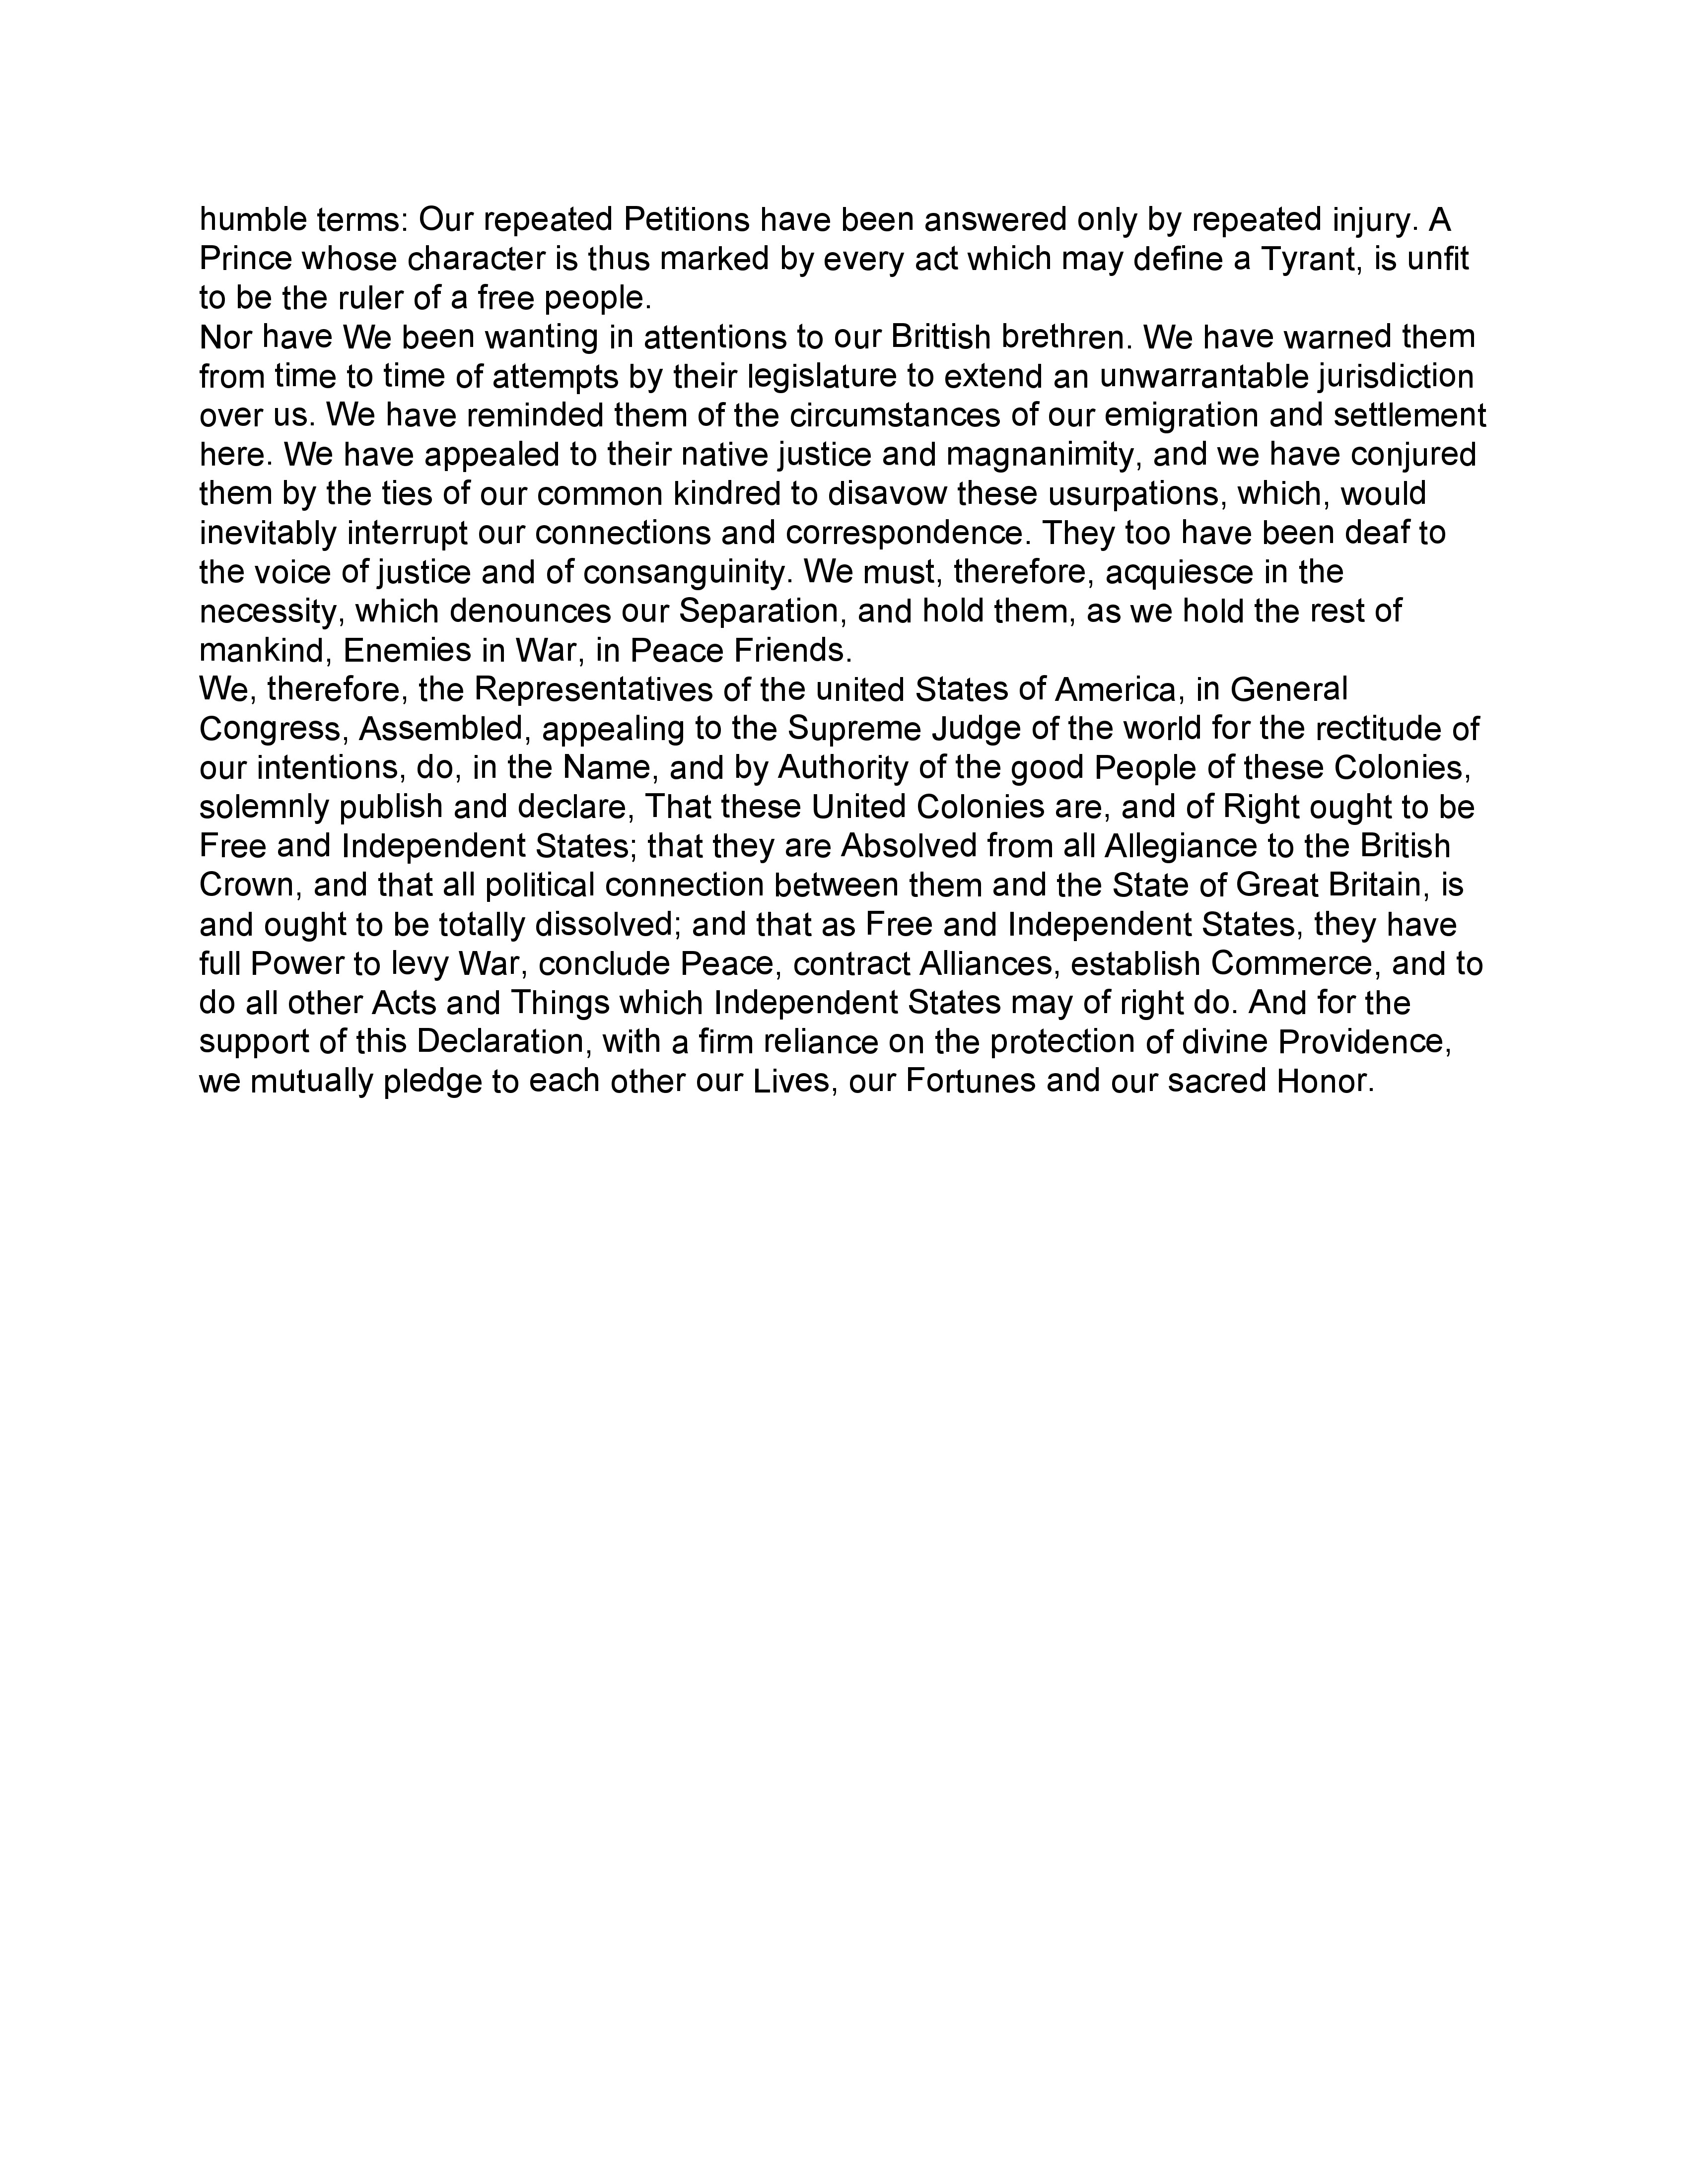 humble terms: Our repeated Petitions have been answered only by repeated injury. A
Prince whose character is thus marked by every act which may define a Tyrant, is unfit
to be the ruler of a free people.
Nor have We been wanting in attentions to our Brittish brethren. We have warned them
from time to time of attempts by their legislature to extend an unwarrantable jurisdiction
over us. We have reminded them of the circumstances of our emigration and settlement
here. We have appealed to their native justice and magnanimity, and we have conjured
them by the ties of our common kindred to disavow these usurpations, which, would
inevitably interrupt our connections and correspondence. They too have been deaf to
the voice of justice and of consanguinity. We must, therefore, acquiesce in the
necessity, which denounces our Separation, and hold them, as we hold the rest of
mankind, Enemies in War, in Peace Friends.
We, therefore, the Representatives of the united States of America, in General
Congress, Assembled, appealing to the Supreme Judge of the world for the rectitude of
our intentions, do, in the Name, and by Authority of the good People of these Colonies,
solemnly publish and declare, That these United Colonies are, and of Right ought to be
Free and Independent States; that they are Absolved from all Allegiance to the British
Crown, and that all political connection between them and the State of Great Britain, is
and ought to be totally dissolved; and that as Free and Independent States, they have
full Power to levy War, conclude Peace, contract Alliances, establish Commerce, and to
do all other Acts and Things which Independent States may of right do. And for the
support of this Declaration, with a firm reliance on the protection of divine Providence,
we mutually pledge to each other our Lives, our Fortunes and our sacred Honor.